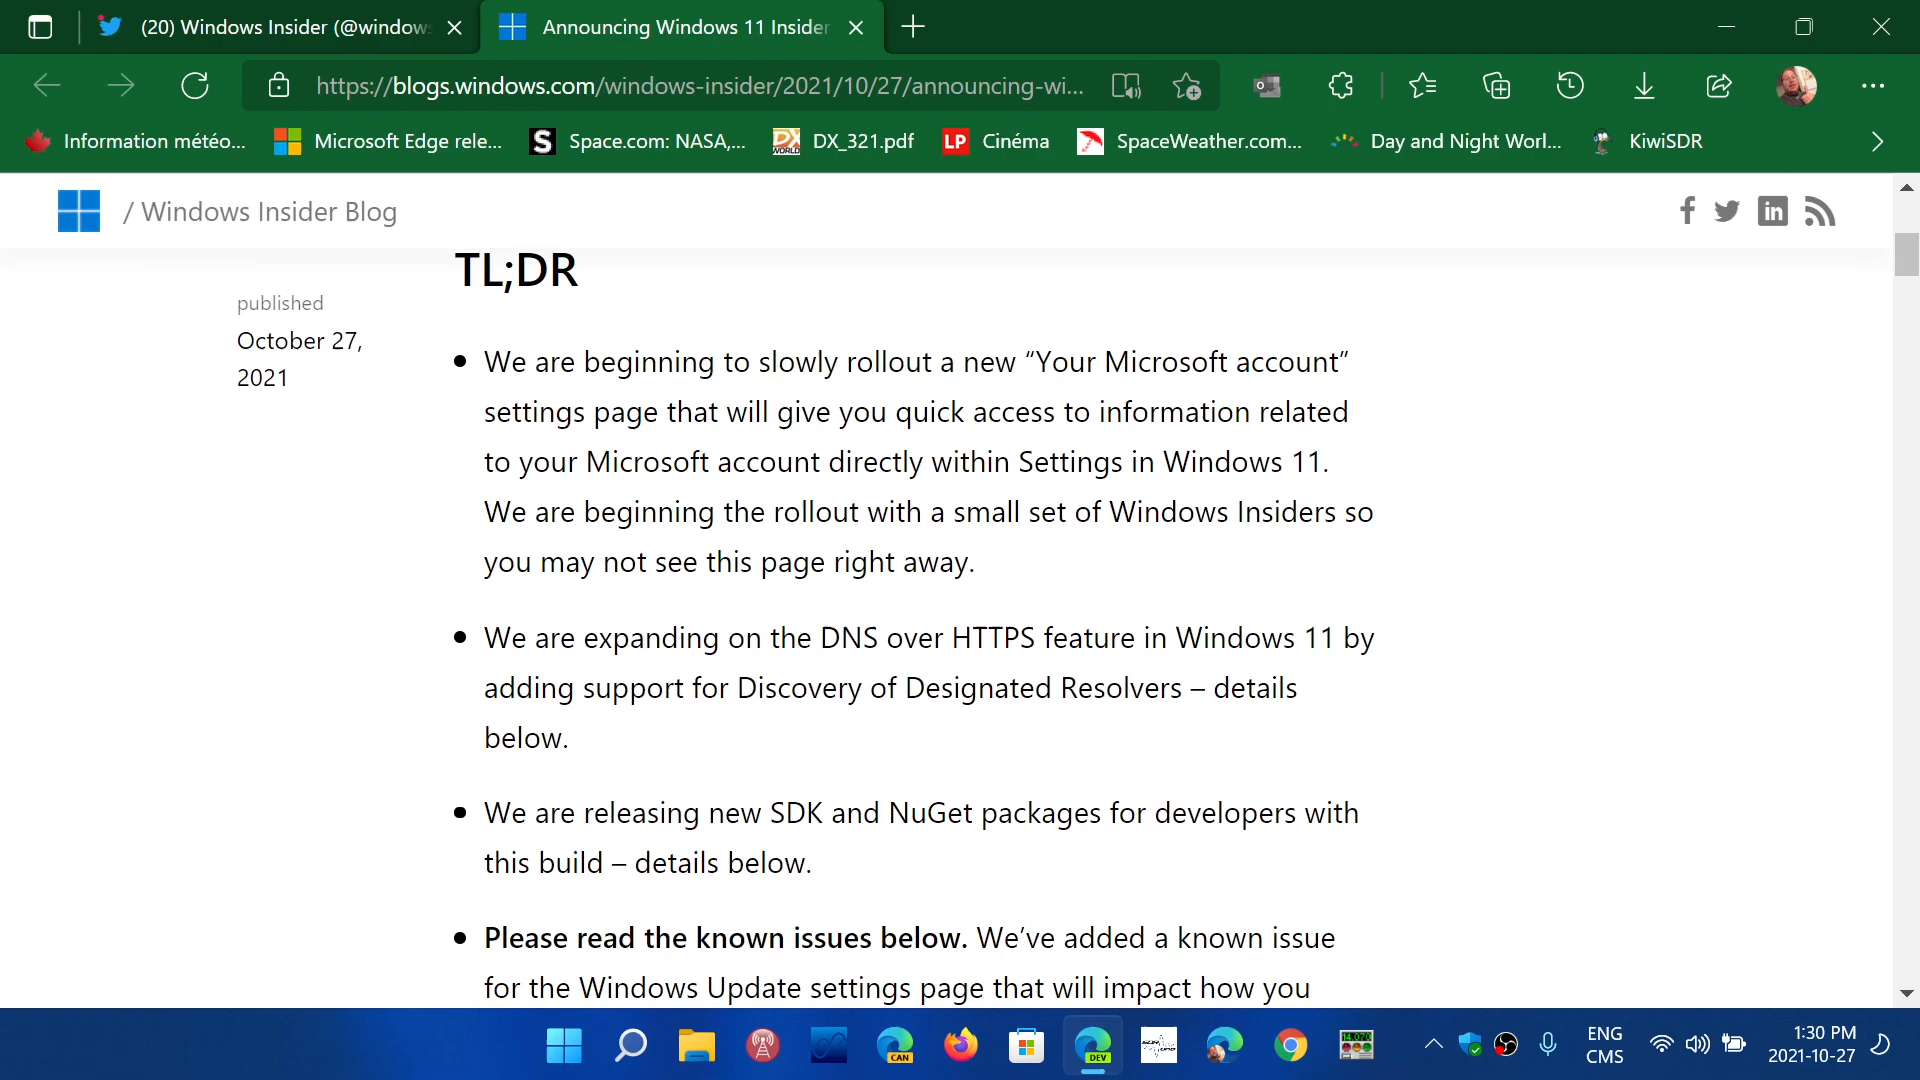 (20) Windows Insider (@window
Announcing Windows 11 Insider
https://blogs.windows.com/windows-insider/2021/10/27/announcing-wi...
Information météo...
Microsoft Edge rele...
S
Space.com: NASA,...
DX
WORLD
DX_321.pdf
LP
Cinéma
SpaceWeather.com...
Day and Night Worl...
KiwiSDR
/ Windows Insider Blog
f
in
TL;DR
published
October 27,
2021
• We are beginning to slowly rollout a new “Your Microsoft account”
settings page that will give you quick access to information related
to your Microsoft account directly within Settings in Windows 11.
We are beginning the rollout with a small set of Windows Insiders so
you may not see this page right away.
• We are expanding on the DNS over HTTPS feature in Windows 11 by
adding support for Discovery of Designated Resolvers – details
below.
• We are releasing new SDK and NuGet packages for developers with
this build – details below.
• Please read the known issues below. We’ve added a known issue
for the Windows Update settings page that will impact how you
CAN
DEV
ENG
CMS
1:30 PM
2021-10-27